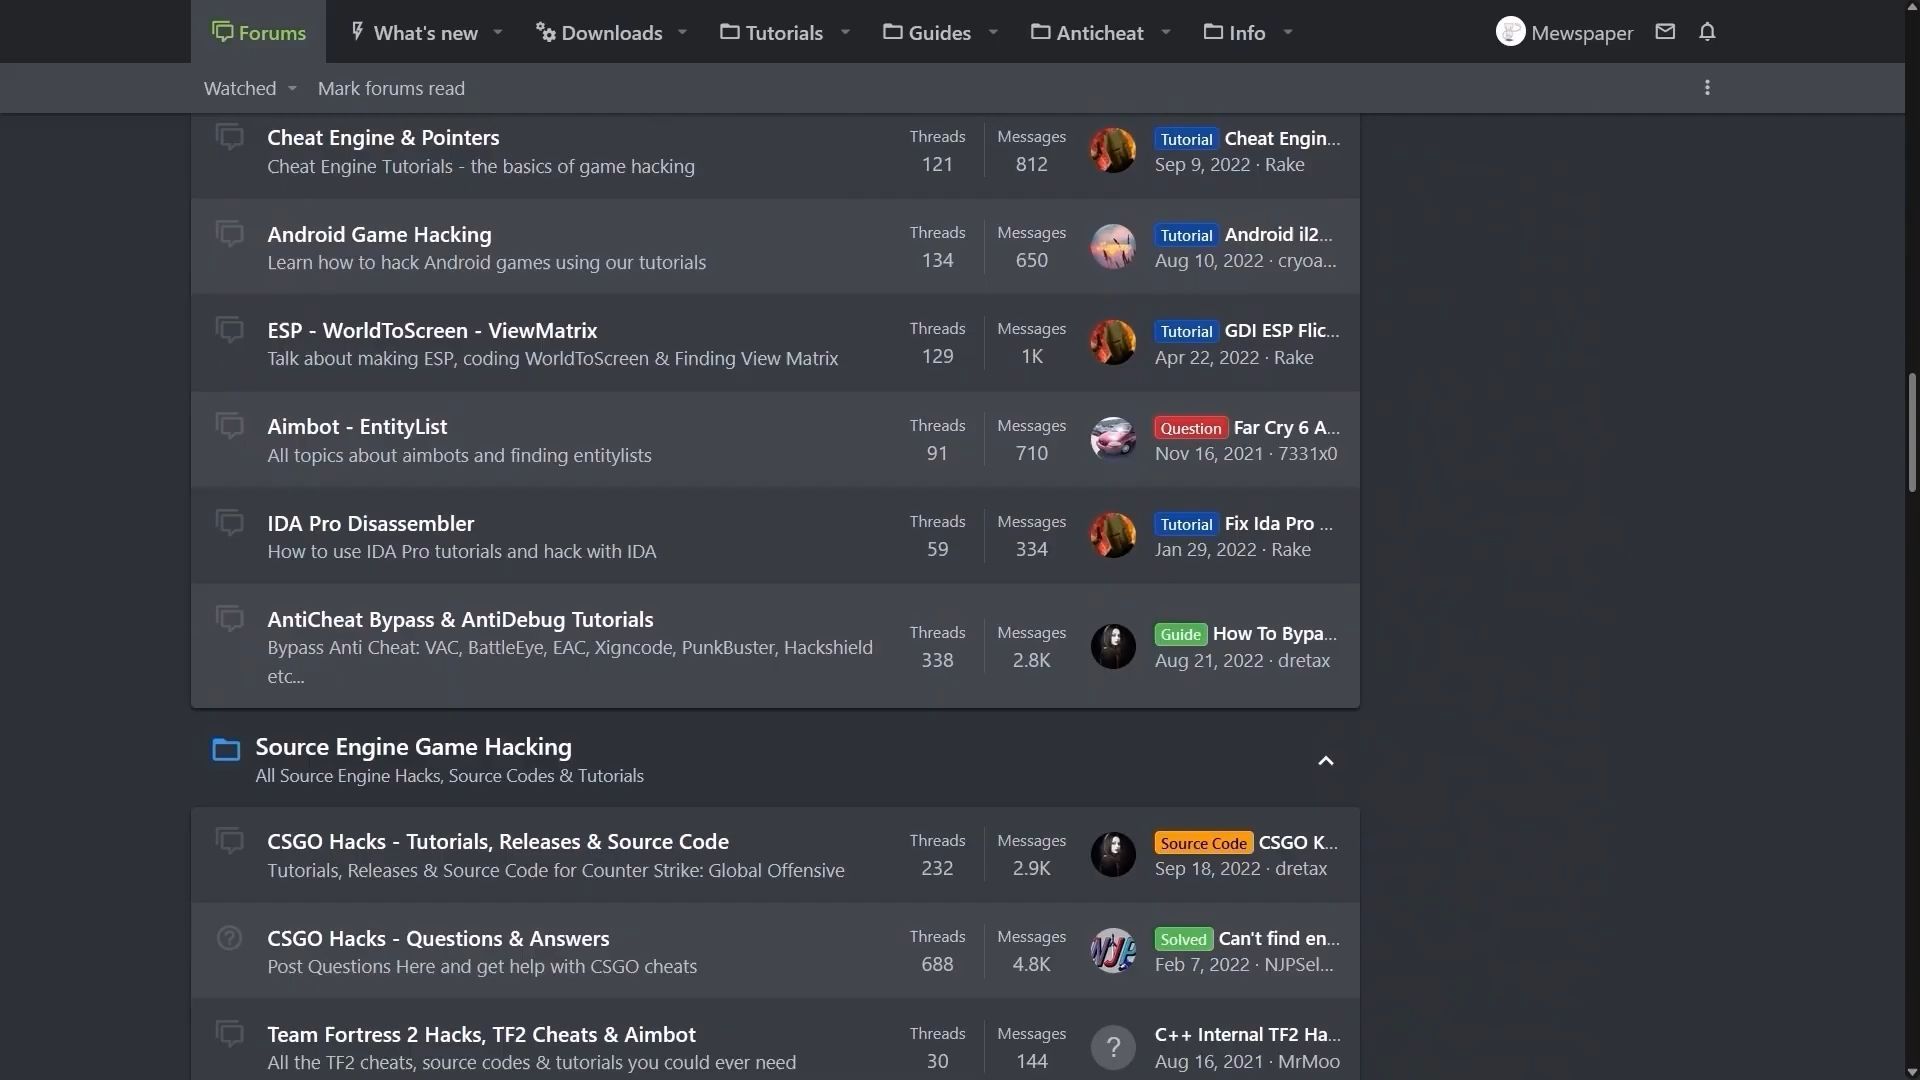 Forums
What's new
Downloads
Tutorials
Guides
Anticheat
Info
Mewspaper
Watched
Mark forums read
Cheat Engine & Pointers
Cheat Engine Tutorials - the basics of game hacking
Threads
121
Messages
812
Tutorial Cheat Engin...
Sep 9, 2022 · Rake
Android Game Hacking
Learn how to hack Android games using our tutorials
Threads
134
Messages
650
Tutorial Android il2...
Aug 10, 2022 · cryoa...
ESP - WorldToScreen - ViewMatrix
Talk about making ESP, coding WorldToScreen & Finding View Matrix
Threads
129
Messages
1K
Tutorial GDI ESP Flic...
Apr 22, 2022 · Rake
Aimbot - EntityList
All topics about aimbots and finding entitylists
Threads
91
Messages
710
Question Far Cry 6 A...
Nov 16, 2021 · 7331x0
IDA Pro Disassembler
How to use IDA Pro tutorials and hack with IDA
Threads
59
Messages
334
Tutorial Fix Ida Pro ...
Jan 29, 2022 · Rake
AntiCheat Bypass & AntiDebug Tutorials
Bypass Anti Cheat: VAC, BattleEye, EAC, Xigncode, PunkBuster, Hackshield
etc...
Threads
338
Messages
2.8K
Guide How To Bypa...
Aug 21, 2022 · dretax
Source Engine Game Hacking
All Source Engine Hacks, Source Codes & Tutorials
CSGO Hacks - Tutorials, Releases & Source Code
Tutorials, Releases & Source Code for Counter Strike: Global Offensive
Threads
232
Messages
2.9K
Source Code CSGO K...
Sep 18, 2022 · dretax
CSGO Hacks - Questions & Answers
Post Questions Here and get help with CSGO cheats
Threads
688
Messages
4.8K
NJP
Solved Can't find en...
Feb 7, 2022 · NJPSel...
Team Fortress 2 Hacks, TF2 Cheats & Aimbot
All the TF2 cheats, source codes & tutorials you could ever need
Threads
30
Messages
144
?
C++ Internal TF2 Ha...
Aug 16, 2021 · MrMoo